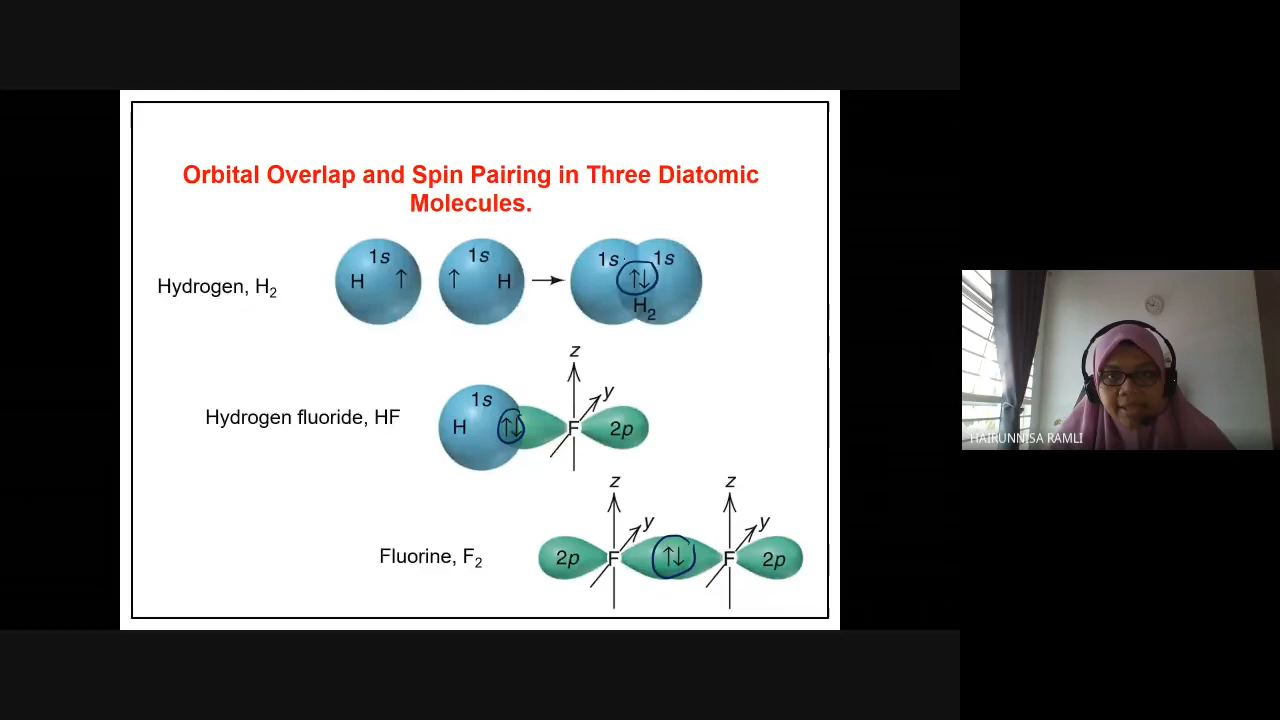 Orbital Overlap and Spin Pairing in Three Diatomic
Molecules.
Hydrogen, H₂
1s
H ↑
1s
↑ H
1s 1s
↑↓
H₂
Hydrogen fluoride, HF
1s
H ↑↓
z
y
F
2p
Fluorine, F₂
z
y
z
y
2p F ↑↓ F 2p
HAIRUNNISA RAMLI